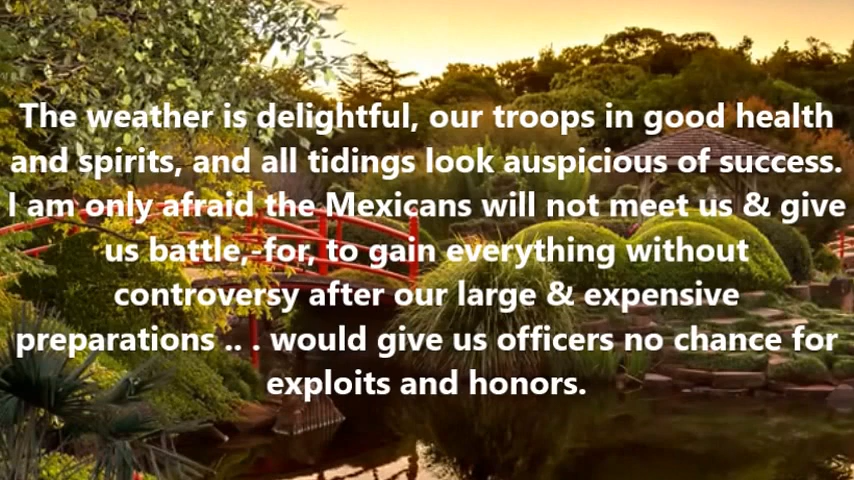 The weather is delightful, our troops in good health
and spirits, and all tidings look auspicious of success.
I am only afraid the Mexicans will not meet us & give
us battle,-for, to gain everything without
controversy after our large & expensive
preparations .. . would give us officers no chance for
exploits and honors.